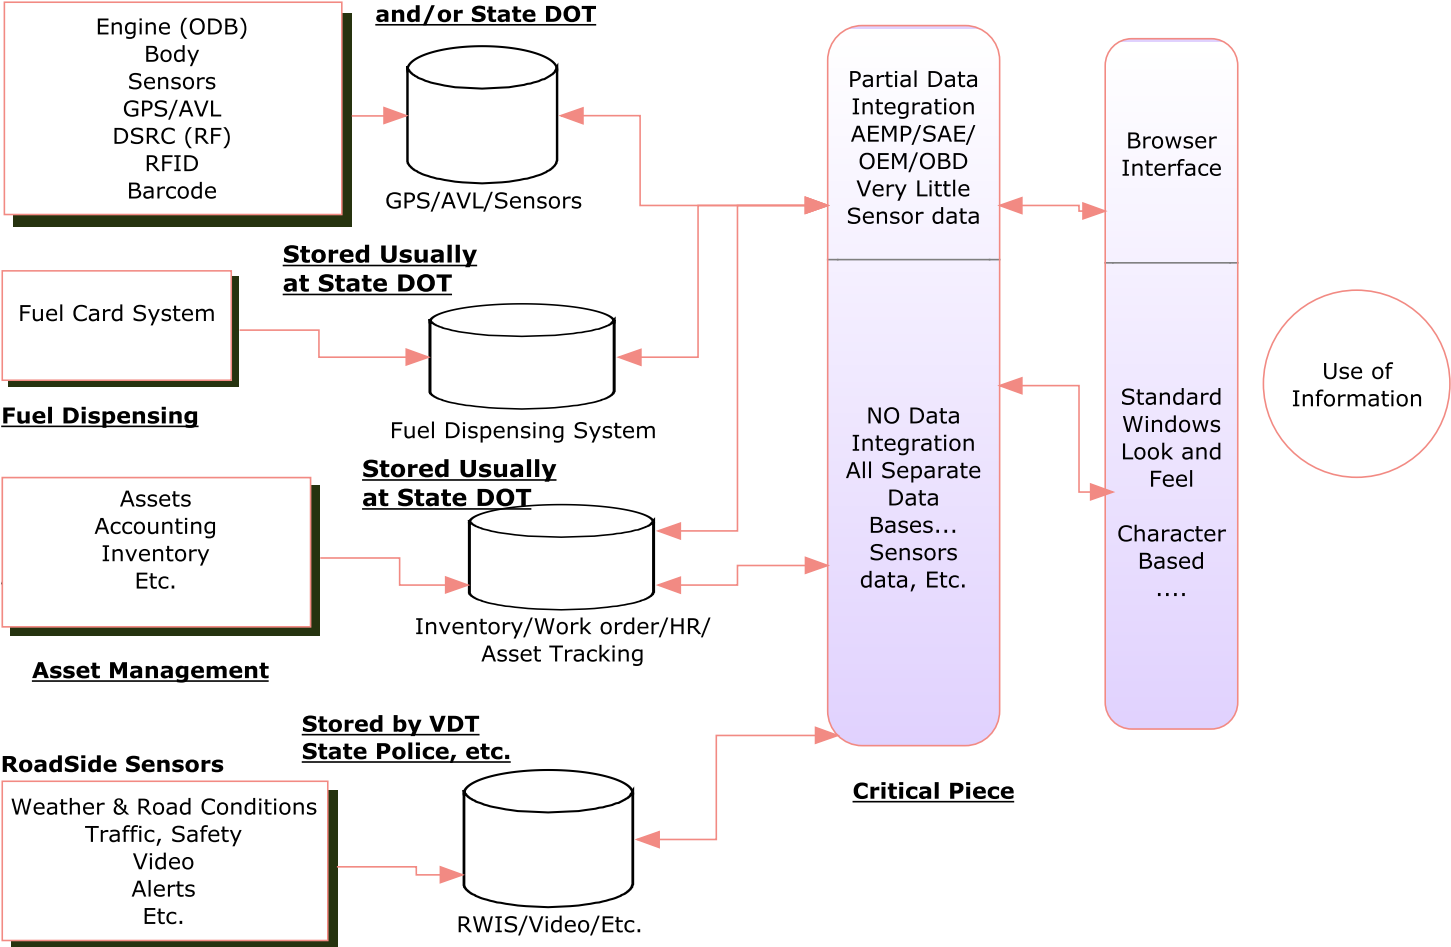 Engine (ODB)
Body
Sensors
GPS/AVL
DSRC (RF)
RFID
Barcode
and/or State DOT
GPS/AVL/Sensors
Stored Usually
at State DOT
Fuel Card System
Fuel Dispensing
Fuel Dispensing System
Stored Usually
at State DOT
Assets
Accounting
Inventory
Etc.
Asset Management
Inventory/Work order/HR/
Asset Tracking
Stored by VDT
State Police, etc.
RoadSide Sensors
Weather & Road Conditions
Traffic, Safety
Video
Alerts
Etc.
RWIS/Video/Etc.
Partial Data
Integration
AEMP/SAE/
OEM/OBD
Very Little
Sensor data
NO Data
Integration
All Separate
Data
Bases...
Sensors
data, Etc.
Critical Piece
Browser
Interface
Standard
Windows
Look and
Feel
Character
Based
....
Use of
Information